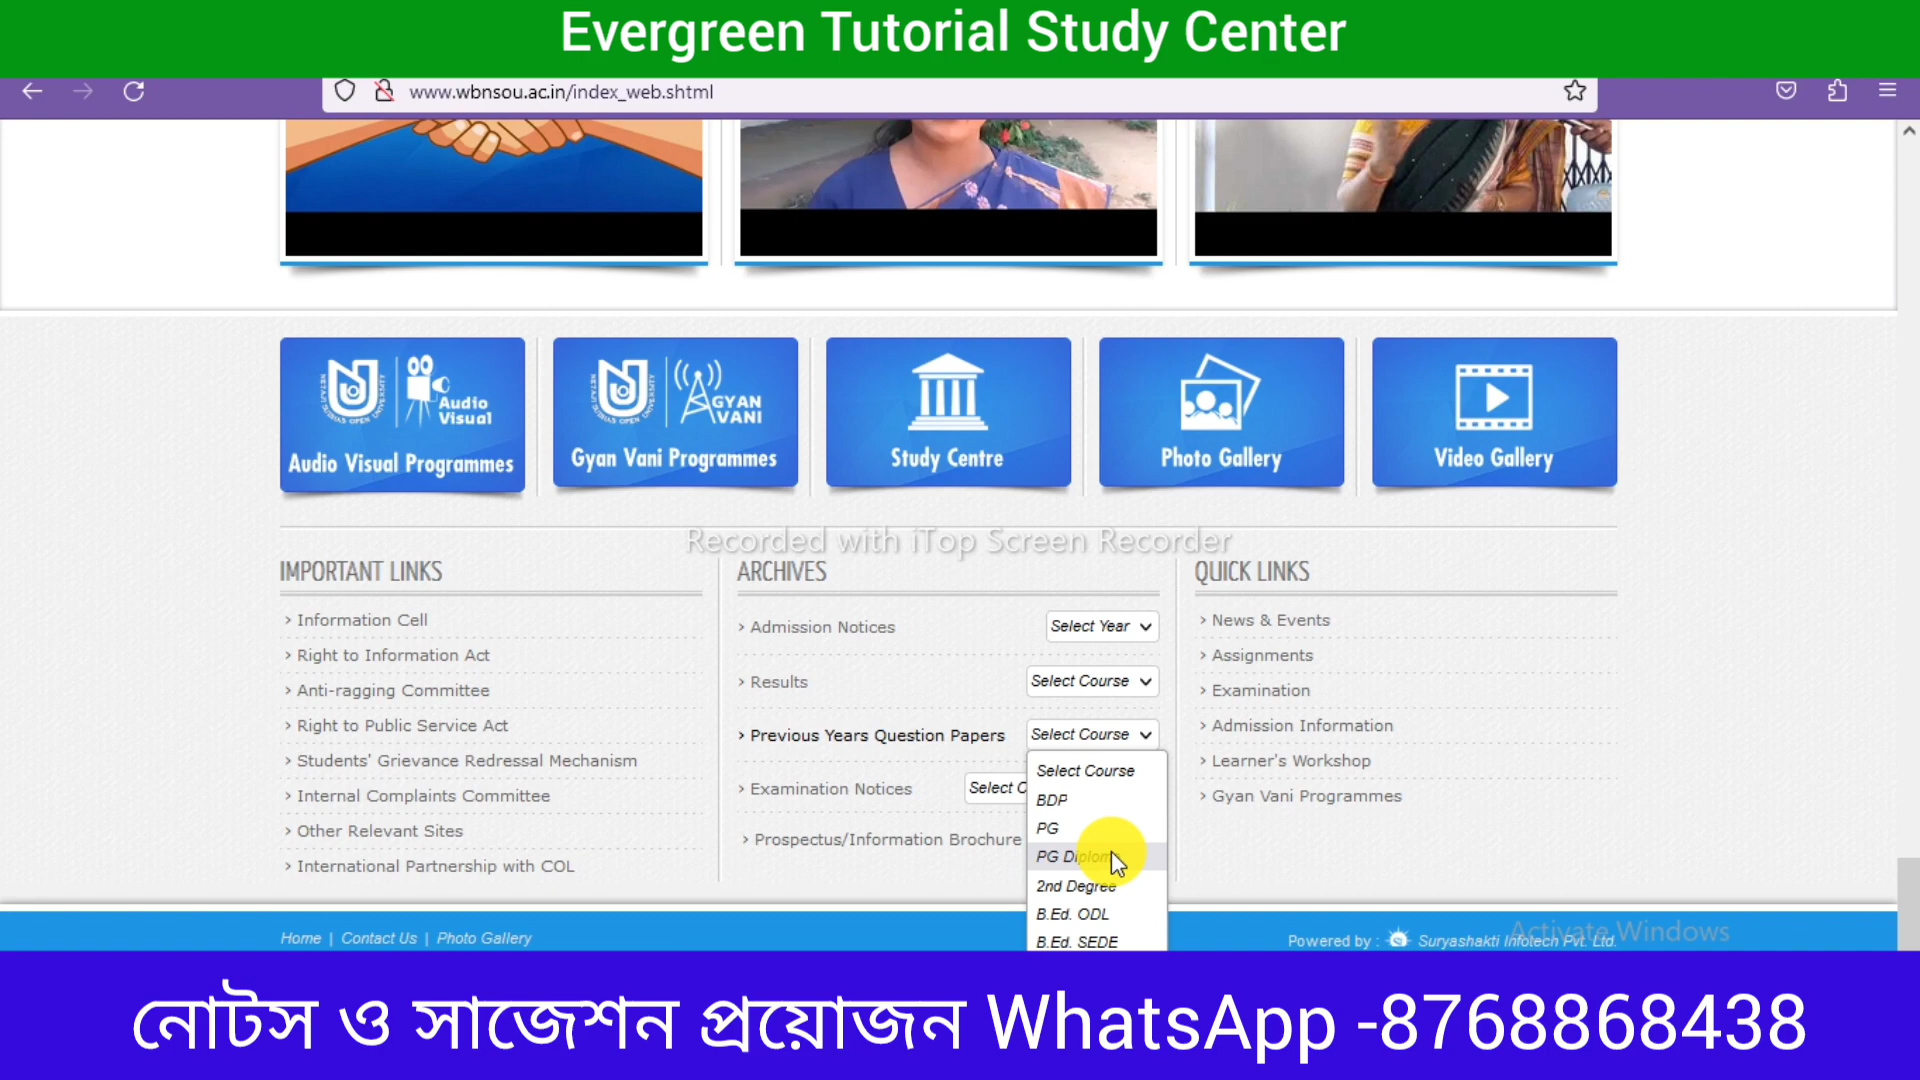 Evergreen Tutorial Study Center
www.wbnsou.ac.in/index_web.shtml
Audio Visual
Audio Visual Programmes
GYAN VANI
Gyan Vani Programmes
Study Centre
Photo Gallery
Video Gallery
Recorded with iTop Screen Recorder
IMPORTANT LINKS
› Information Cell
› Right to Information Act
› Anti-ragging Committee
› Right to Public Service Act
› Students' Grievance Redressal Mechanism
› Internal Complaints Committee
› Other Relevant Sites
› International Partnership with COL
ARCHIVES
› Admission Notices Select Year
› Results Select Course
› Previous Years Question Papers Select Course
› Examination Notices Select C
› Prospectus/Information Brochure
Select Course
BDP
PG
PG Diploma
2nd Degree
B.Ed. ODL
B.Ed. SEDE
QUICK LINKS
› News & Events
› Assignments
› Examination
› Admission Information
› Learner's Workshop
› Gyan Vani Programmes
Home | Contact Us | Photo Gallery
Powered by : Suryashakti Infotech Pvt. Ltd.
Activate Windows
নোটস ও সাজেশন প্রয়োজন WhatsApp -8768868438